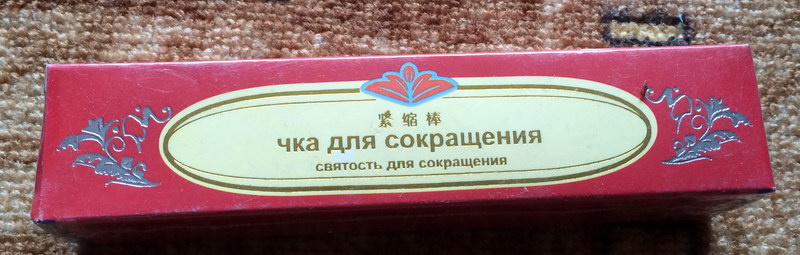 紧缩棒
чка для сокращения
святость для сокращения